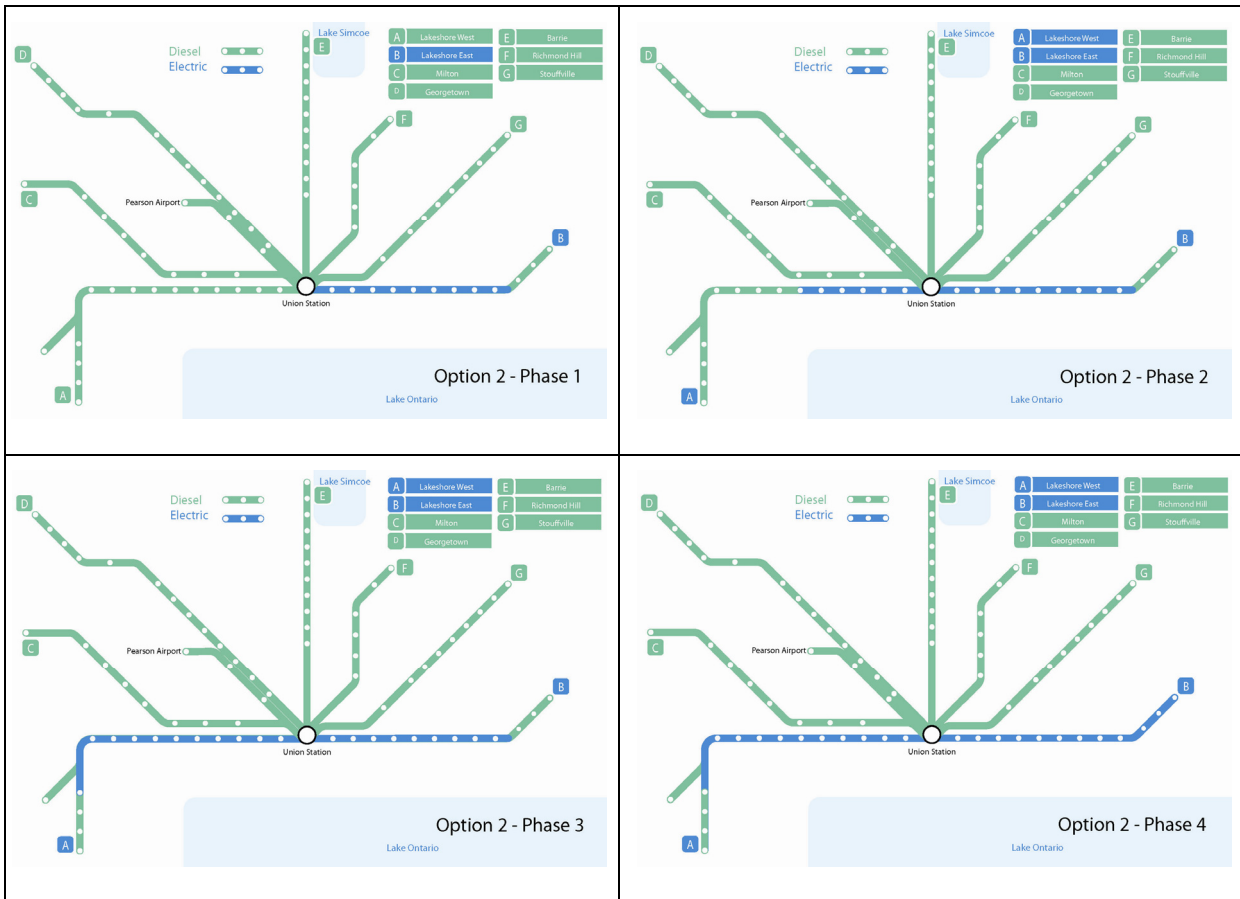 Lake Simcoe
D
E
Diesel
Electric
A Lakeshore West E Barrie
B Lakeshore East F Richmond Hill
C Milton G Stouffville
D Georgetown
F
G
C
Pearson Airport
B
Union Station
A
Option 2 - Phase 1
Lake Ontario
Lake Simcoe
D
E
Diesel
Electric
A Lakeshore West E Barrie
B Lakeshore East F Richmond Hill
C Milton G Stouffville
D Georgetown
F
G
C
Pearson Airport
B
Union Station
A
Option 2 - Phase 2
Lake Ontario
Lake Simcoe
D
E
Diesel
Electric
A Lakeshore West E Barrie
B Lakeshore East F Richmond Hill
C Milton G Stouffville
D Georgetown
F
G
C
Pearson Airport
B
Union Station
A
Option 2 - Phase 3
Lake Ontario
Lake Simcoe
D
E
Diesel
Electric
A Lakeshore West E Barrie
B Lakeshore East F Richmond Hill
C Milton G Stouffville
D Georgetown
F
G
C
Pearson Airport
B
Union Station
A
Option 2 - Phase 4
Lake Ontario